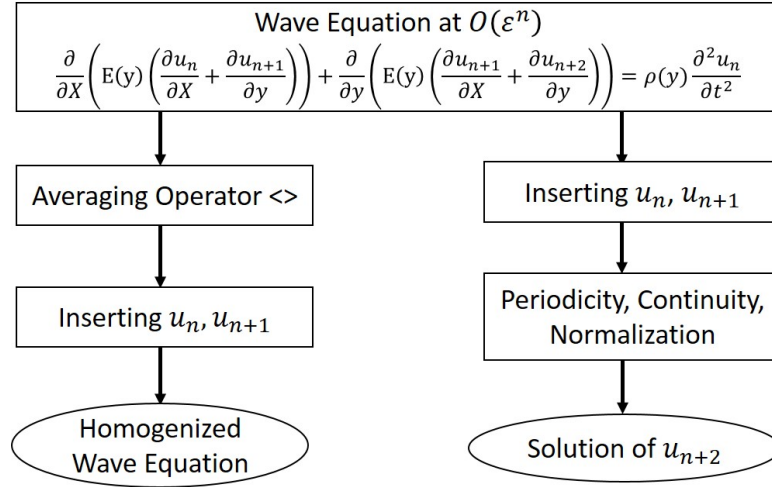 Wave Equation at 𝑂(ε^𝑛)
∂/∂𝑋 (E(y) (∂𝑢_𝑛/∂𝑋 + ∂𝑢_{𝑛+1}/∂𝑦)) + ∂/∂𝑦 (E(y) (∂𝑢_{𝑛+1}/∂𝑋 + ∂𝑢_{𝑛+2}/∂𝑦)) = 𝜌(𝑦) ∂²𝑢_𝑛/∂𝑡²
Averaging Operator <>
Inserting 𝑢_𝑛, 𝑢_{𝑛+1}
Homogenized
Wave Equation
Inserting 𝑢_𝑛, 𝑢_{𝑛+1}
Periodicity, Continuity,
Normalization
Solution of 𝑢_{𝑛+2}